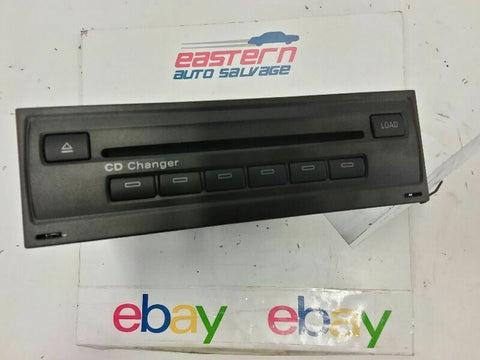 eastern
AUTO SALVAGE
LOAD
CD Changer
ebay
ebay